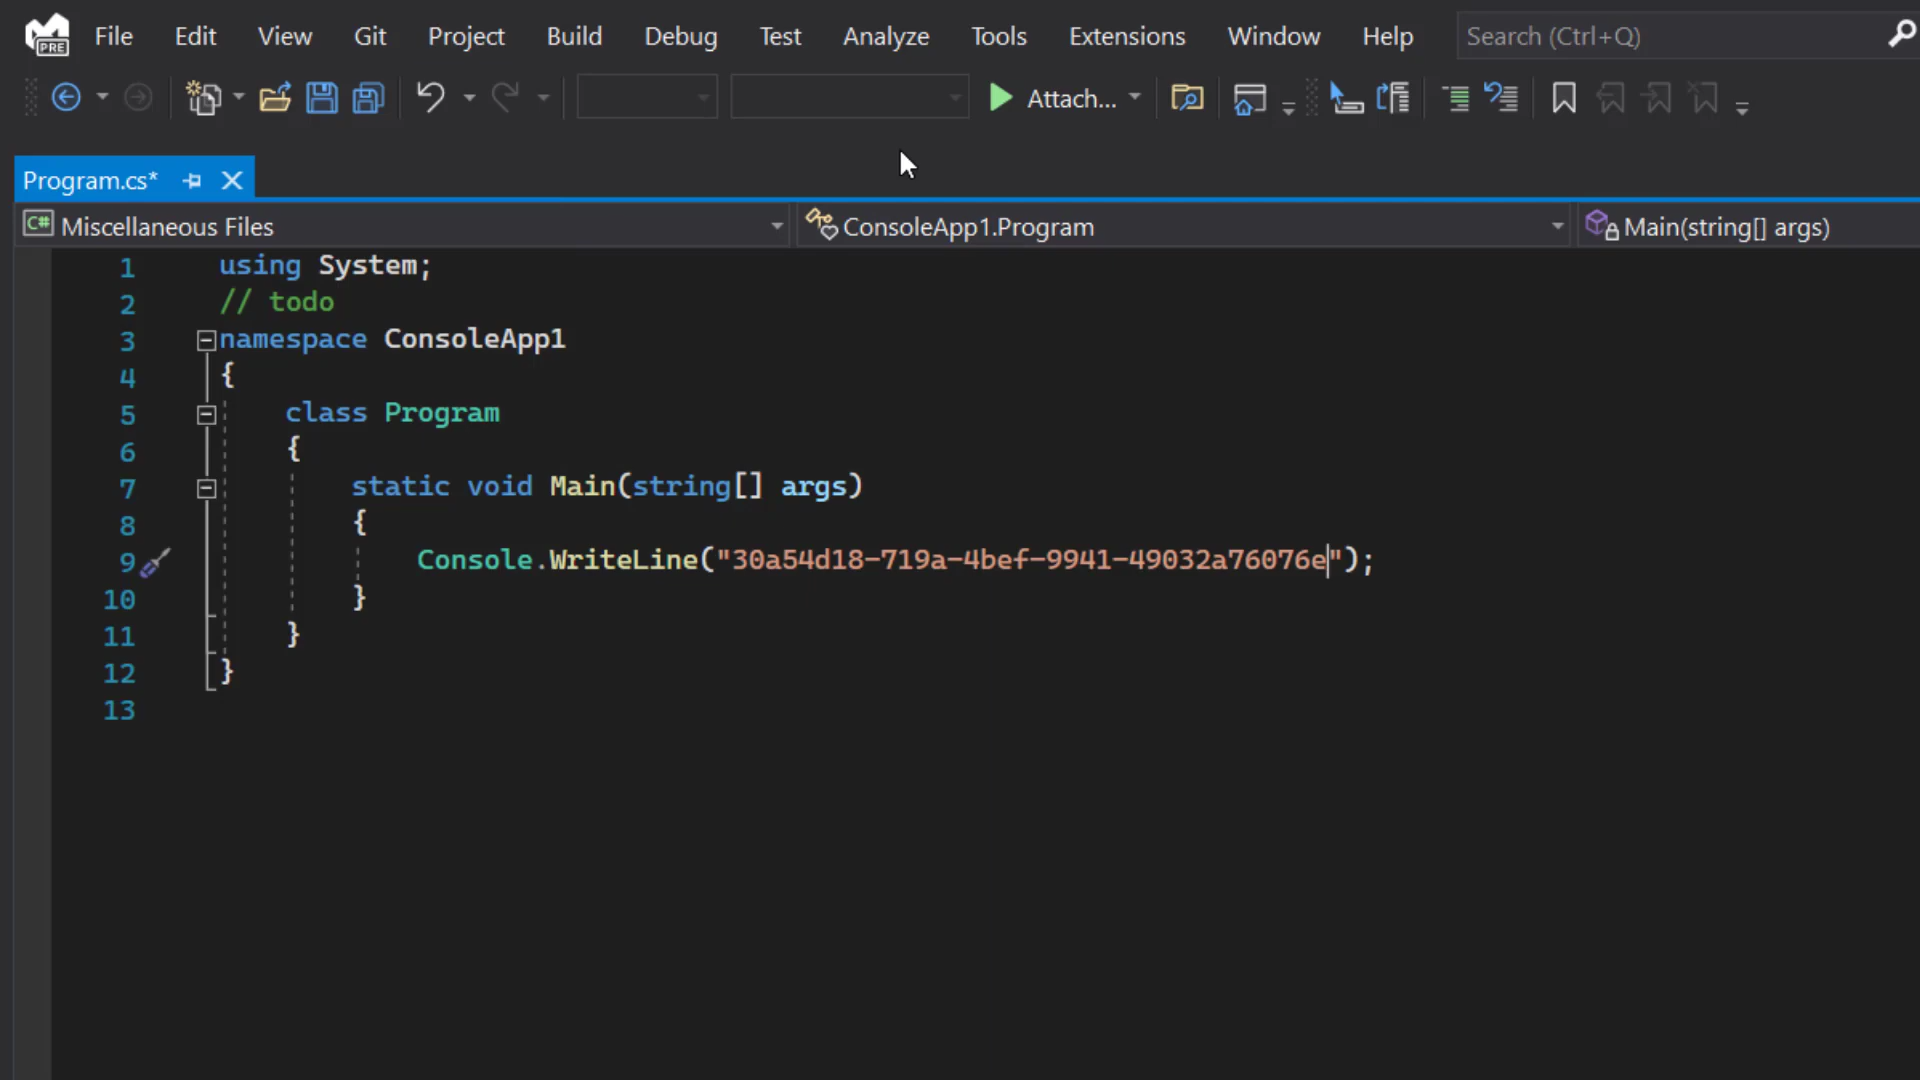 PRE File Edit View Git Project Build Debug Test Analyze Tools Extensions Window Help Search (Ctrl+Q)
Attach...
Program.cs*
C# Miscellaneous Files ConsoleApp1.Program Main(string[] args)
1 using System;
2 // todo
3 namespace ConsoleApp1
4 {
5 class Program
6 {
7 static void Main(string[] args)
8 {
9 Console.WriteLine("30a54d18-719a-4bef-9941-49032a76076e");
10 }
11 }
12 }
13